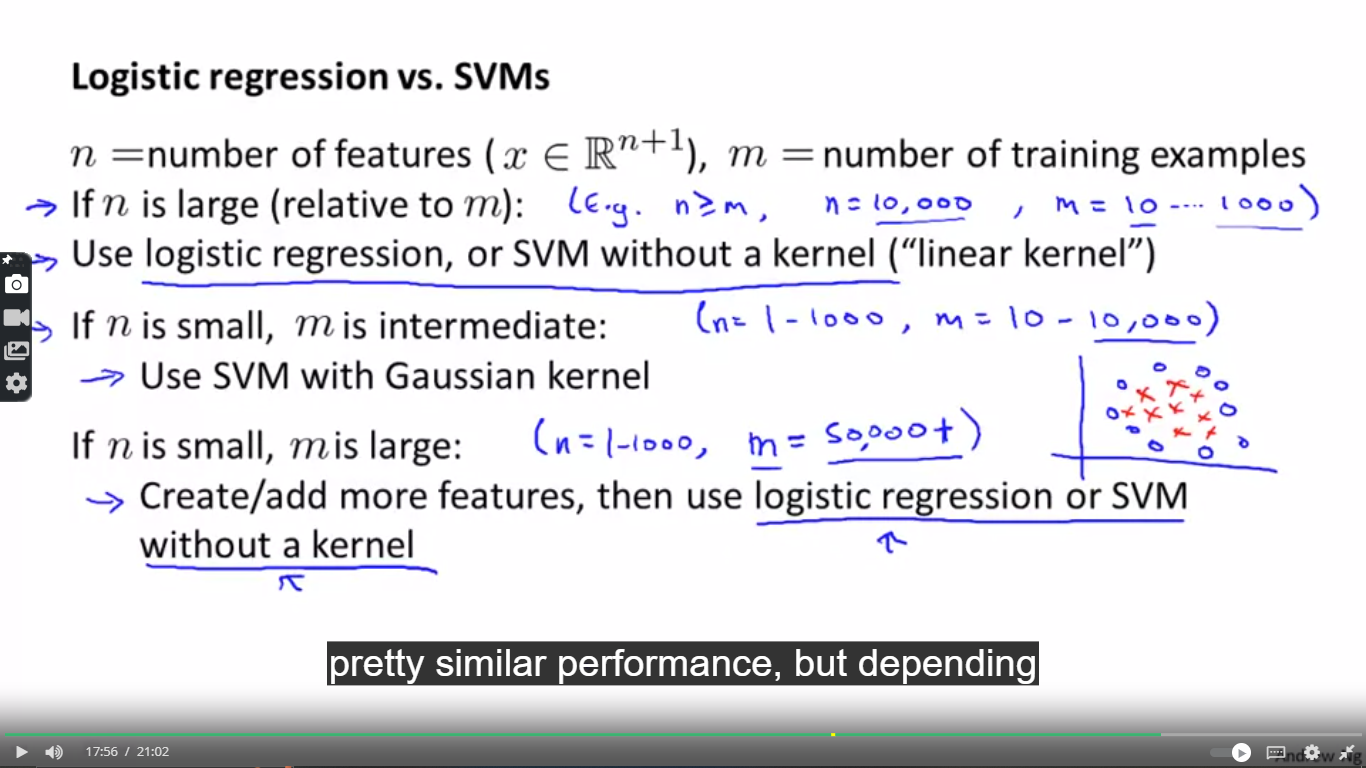 Logistic regression vs. SVMs
n =number of features ( x ∈ ℝⁿ⁺¹), m = number of training examples
→ If n is large (relative to m): (E.g. n ≥ m, n = 10,000 , m = 10 .... 1000)
→ Use logistic regression, or SVM without a kernel (“linear kernel”)
→ If n is small, m is intermediate: (n = 1 - 1000 , m = 10 - 10,000)
→ Use SVM with Gaussian kernel
If n is small, m is large: (n = 1-1000, m = 50,000+)
→ Create/add more features, then use logistic regression or SVM
without a kernel
pretty similar performance, but depending
17:56 / 21:02
Andrew Ng